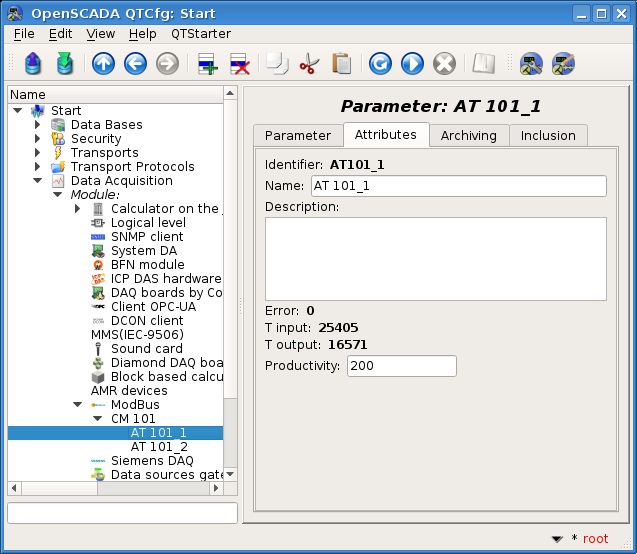 OpenSCADA QTCfg: Start
File Edit View Help QTStarter
Name
Start
Data Bases
Security
Transports
Transport Protocols
Data Acquisition
Module:
Calculator on the
Logical level
SNMP client
System DA
BFN module
ICP DAS hardware
DAQ boards by Co
Client OPC-UA
DCON client
MMS(IEC-9506)
Sound card
Diamond DAQ boa
Block based calcu
AMR devices
ModBus
CM 101
AT 101_1
AT 101_2
Siemens DAQ
Data sources gate
Parameter: AT 101_1
Parameter Attributes Archiving Inclusion
Identifier: AT101_1
Name: AT 101_1
Description:
Error: 0
T input: 25405
T output: 16571
Productivity: 200
* root